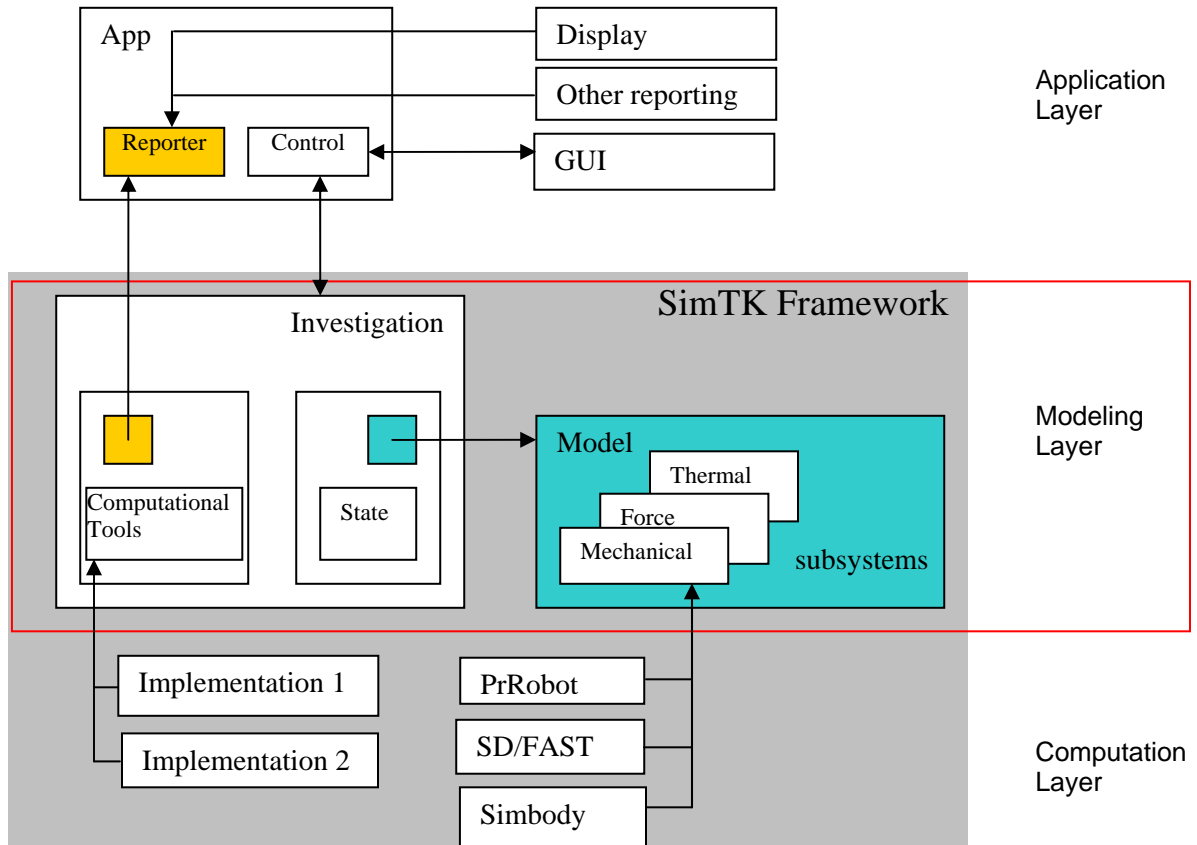 App
Display
Other reporting
Reporter
Control
GUI
Application
Layer
SimTK Framework
Investigation
Computational
Tools
State
Model
Thermal
Force
Mechanical
subsystems
Modeling
Layer
Implementation 1
Implementation 2
PrRobot
SD/FAST
Simbody
Computation
Layer